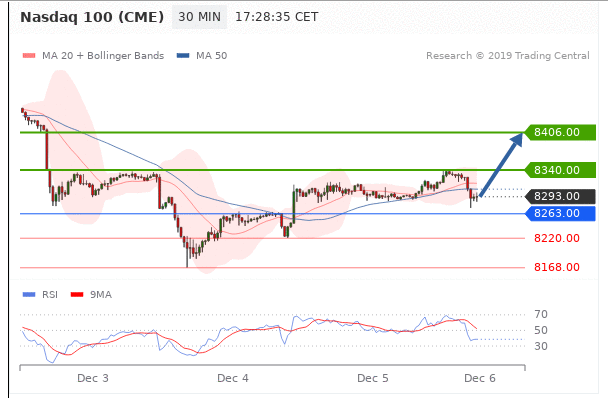 Nasdaq 100 (CME) 30 MIN 17:28:35 CET
MA 20 + Bollinger Bands MA 50 Research © 2019 Trading Central
8406.00
8340.00
8293.00
8263.00
8220.00
8168.00
RSI 9MA
70
50
30
Dec 3 Dec 4 Dec 5 Dec 6